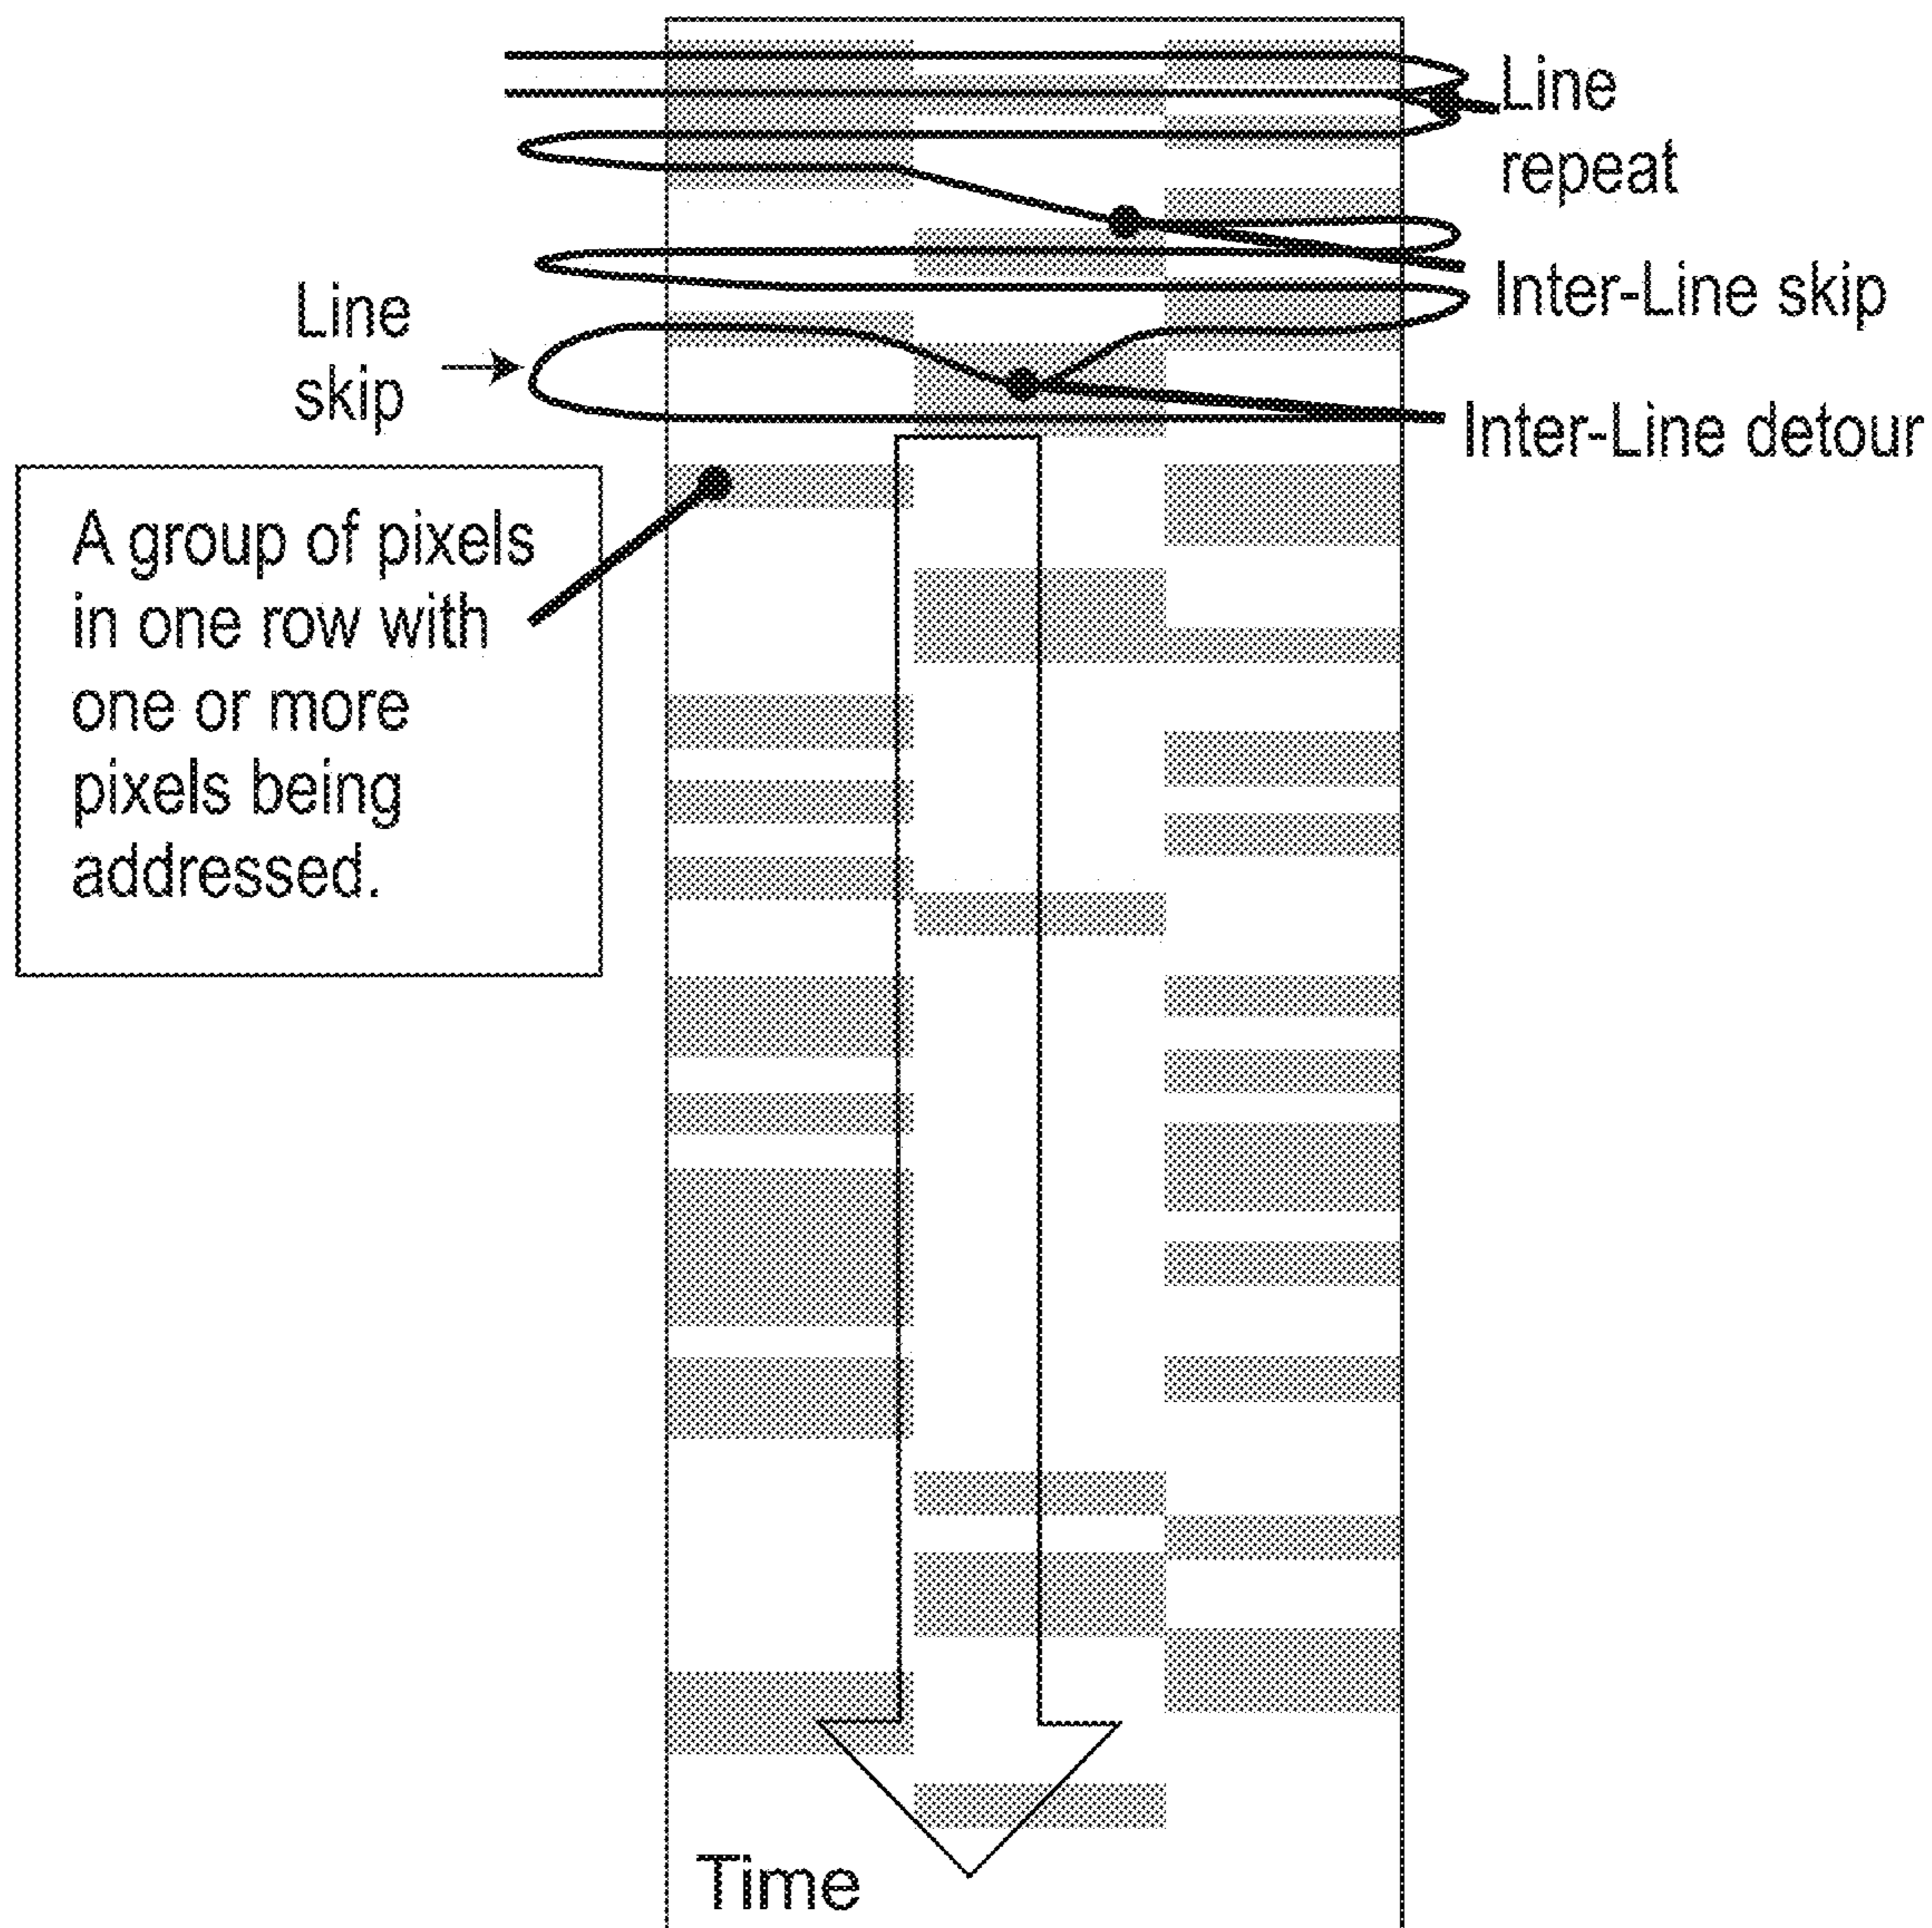 Line
repeat
Inter-Line skip
Line
skip
Inter-Line detour
A group of pixels
in one row with
one or more
pixels being
addressed.
Time